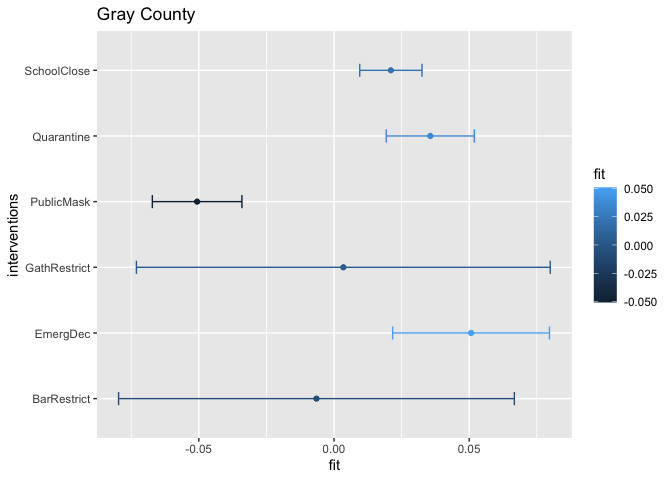 Gray County
SchoolClose
Quarantine
PublicMask
GathRestrict
EmergDec
BarRestrict
interventions
-0.05
0.00
0.05
fit
fit
0.050
0.025
0.000
-0.025
-0.050